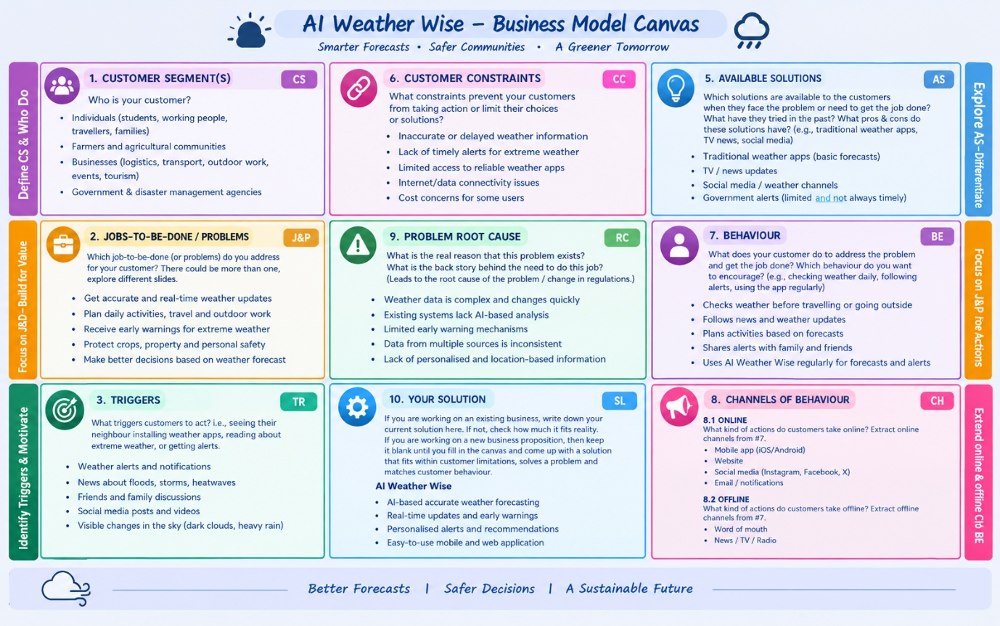 AI Weather Wise – Business Model Canvas
Smarter Forecasts • Safer Communities • A Greener Tomorrow
Define CS & Who Do
1. CUSTOMER SEGMENT(S)
CS
Who is your customer?
• Individuals (students, working people,
travellers, families)
• Farmers and agricultural communities
• Businesses (logistics, transport, outdoor work,
events, tourism)
• Government & disaster management agencies
6. CUSTOMER CONSTRAINTS
CC
What constraints prevent your customers
from taking action or limit their choices
or solutions?
• Inaccurate or delayed weather information
• Lack of timely alerts for extreme weather
• Limited access to reliable weather apps
• Internet/data connectivity issues
• Cost concerns for some users
5. AVAILABLE SOLUTIONS
AS
Which solutions are available to the customers
when they face the problem or need to get the job done?
What have they tried in the past? What pros & cons do
these solutions have? (e.g., traditional weather apps,
TV news, social media)
• Traditional weather apps (basic forecasts)
• TV / news updates
• Social media / weather channels
• Government alerts (limited and not always timely)
Explore AS – Differentiate
Focus on J&D – Build for Value
2. JOBS-TO-BE-DONE / PROBLEMS
J&P
Which job-to-be-done (or problems) do you address
for your customer? There could be more than one,
explore different slides.
• Get accurate and real-time weather updates
• Plan daily activities, travel and outdoor work
• Receive early warnings for extreme weather
• Protect crops, property and personal safety
• Make better decisions based on weather forecast
9. PROBLEM ROOT CAUSE
RC
What is the real reason that this problem exists?
What is the back story behind the need to do this job?
(Leads to the root cause of the problem / change in regulations.)
• Weather data is complex and changes quickly
• Existing systems lack AI-based analysis
• Limited early warning mechanisms
• Data from multiple sources is inconsistent
• Lack of personalised and location-based information
7. BEHAVIOUR
BE
What does your customer do to address the problem
and get the job done? Which behaviour do you want
to encourage? (e.g., checking weather daily, following
alerts, using the app regularly)
• Checks weather before travelling or going outside
• Follows news and weather updates
• Plans activities based on forecasts
• Shares alerts with family and friends
• Uses AI Weather Wise regularly for forecasts and alerts
Focus on J&P Actions
Identify Triggers & Motivate
3. TRIGGERS
TR
What triggers customers to act? i.e., seeing their
neighbour installing weather apps, reading about
extreme weather, or getting alerts.
• Weather alerts and notifications
• News about floods, storms, heatwaves
• Friends and family discussions
• Social media posts and videos
• Visible changes in the sky (dark clouds, heavy rain)
10. YOUR SOLUTION
SL
If you are working on an existing business, write down your
current solution here. If not, check how much it fits reality.
If you are working on a new business proposition, then keep
it blank until you fill in the canvas and come up with a solution
that fits within customer limitations, solves a problem and
matches customer behaviour.
AI Weather Wise
• AI-based accurate weather forecasting
• Real-time updates and early warnings
• Personalised alerts and recommendations
• Easy-to-use mobile and web application
8. CHANNELS OF BEHAVIOUR
CH
8.1 ONLINE
What kind of actions do customers take online? Extract online
channels from #7.
• Mobile app (iOS/Android)
• Website
• Social media (Instagram, Facebook, X)
• Email / notifications
8.2 OFFLINE
What kind of actions do customers take offline? Extract offline
channels from #7.
• Word of mouth
• News / TV / Radio
Extend online & offline BE
Better Forecasts | Safer Decisions | A Sustainable Future